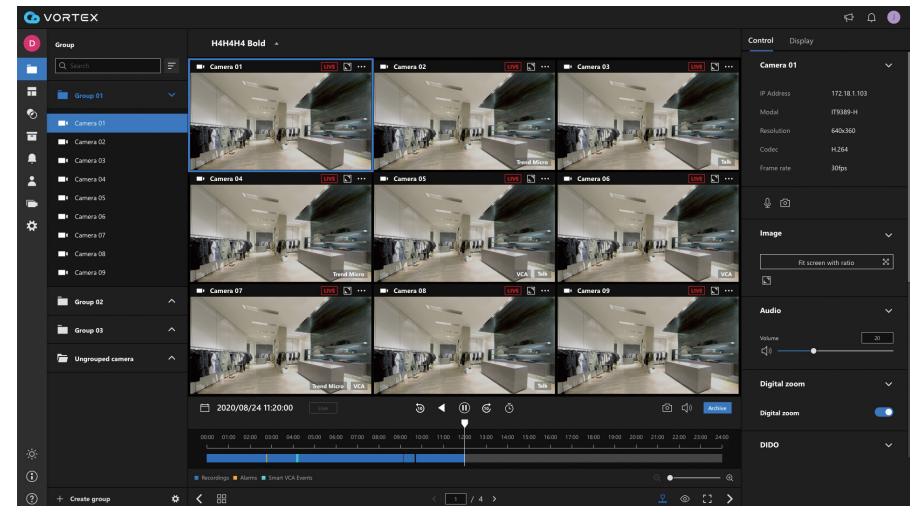 VORTEX
J
D
Group
Search
Group 01
Camera 01
Camera 02
Camera 03
Camera 04
Camera 05
Camera 06
Camera 07
Camera 08
Camera 09
Group 02
Group 03
Ungrouped camera
+ Create group
H4H4H4 Bold
Camera 01 LIVE
Camera 02 LIVE
Trend Micro
Camera 03 LIVE
Talk
Camera 04 LIVE
Trend Micro
Camera 05 LIVE
VCA Talk
Camera 06 LIVE
VCA
Camera 07 LIVE
Trend Micro VCA
Camera 08 LIVE
Talk
Camera 09 LIVE
2020/08/24 11:20:00
Live
10
10
Archive
00:00 01:00 02:00 03:00 04:00 05:00 06:00 07:00 08:00 09:00 10:00 11:00 12:00 13:00 14:00 15:00 16:00 17:00 18:00 19:00 20:00 21:00 22:00 23:00 24:00
Recordings Alarms Smart VCA Events
1 / 4
Control Display
Camera 01
IP Address 172.18.1.103
Modal IT9389-H
Resolution 640x360
Codec H.264
Frame rate 30fps
Image
Fit screen with ratio
Audio
Volume 20
Digital zoom
Digital zoom
DIDO